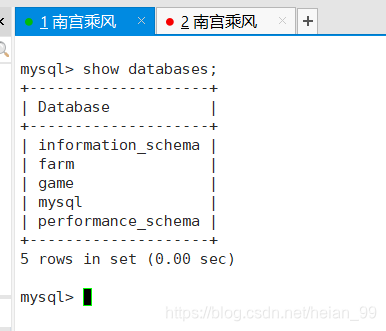 1 南宫乘风 × 2 南宫乘风 × +
mysql> show databases;
+--------------------+
| Database           |
+--------------------+
| information_schema |
| farm               |
| game               |
| mysql              |
| performance_schema |
+--------------------+
5 rows in set (0.00 sec)
mysql>
https://blog.csdn.net/heian_99